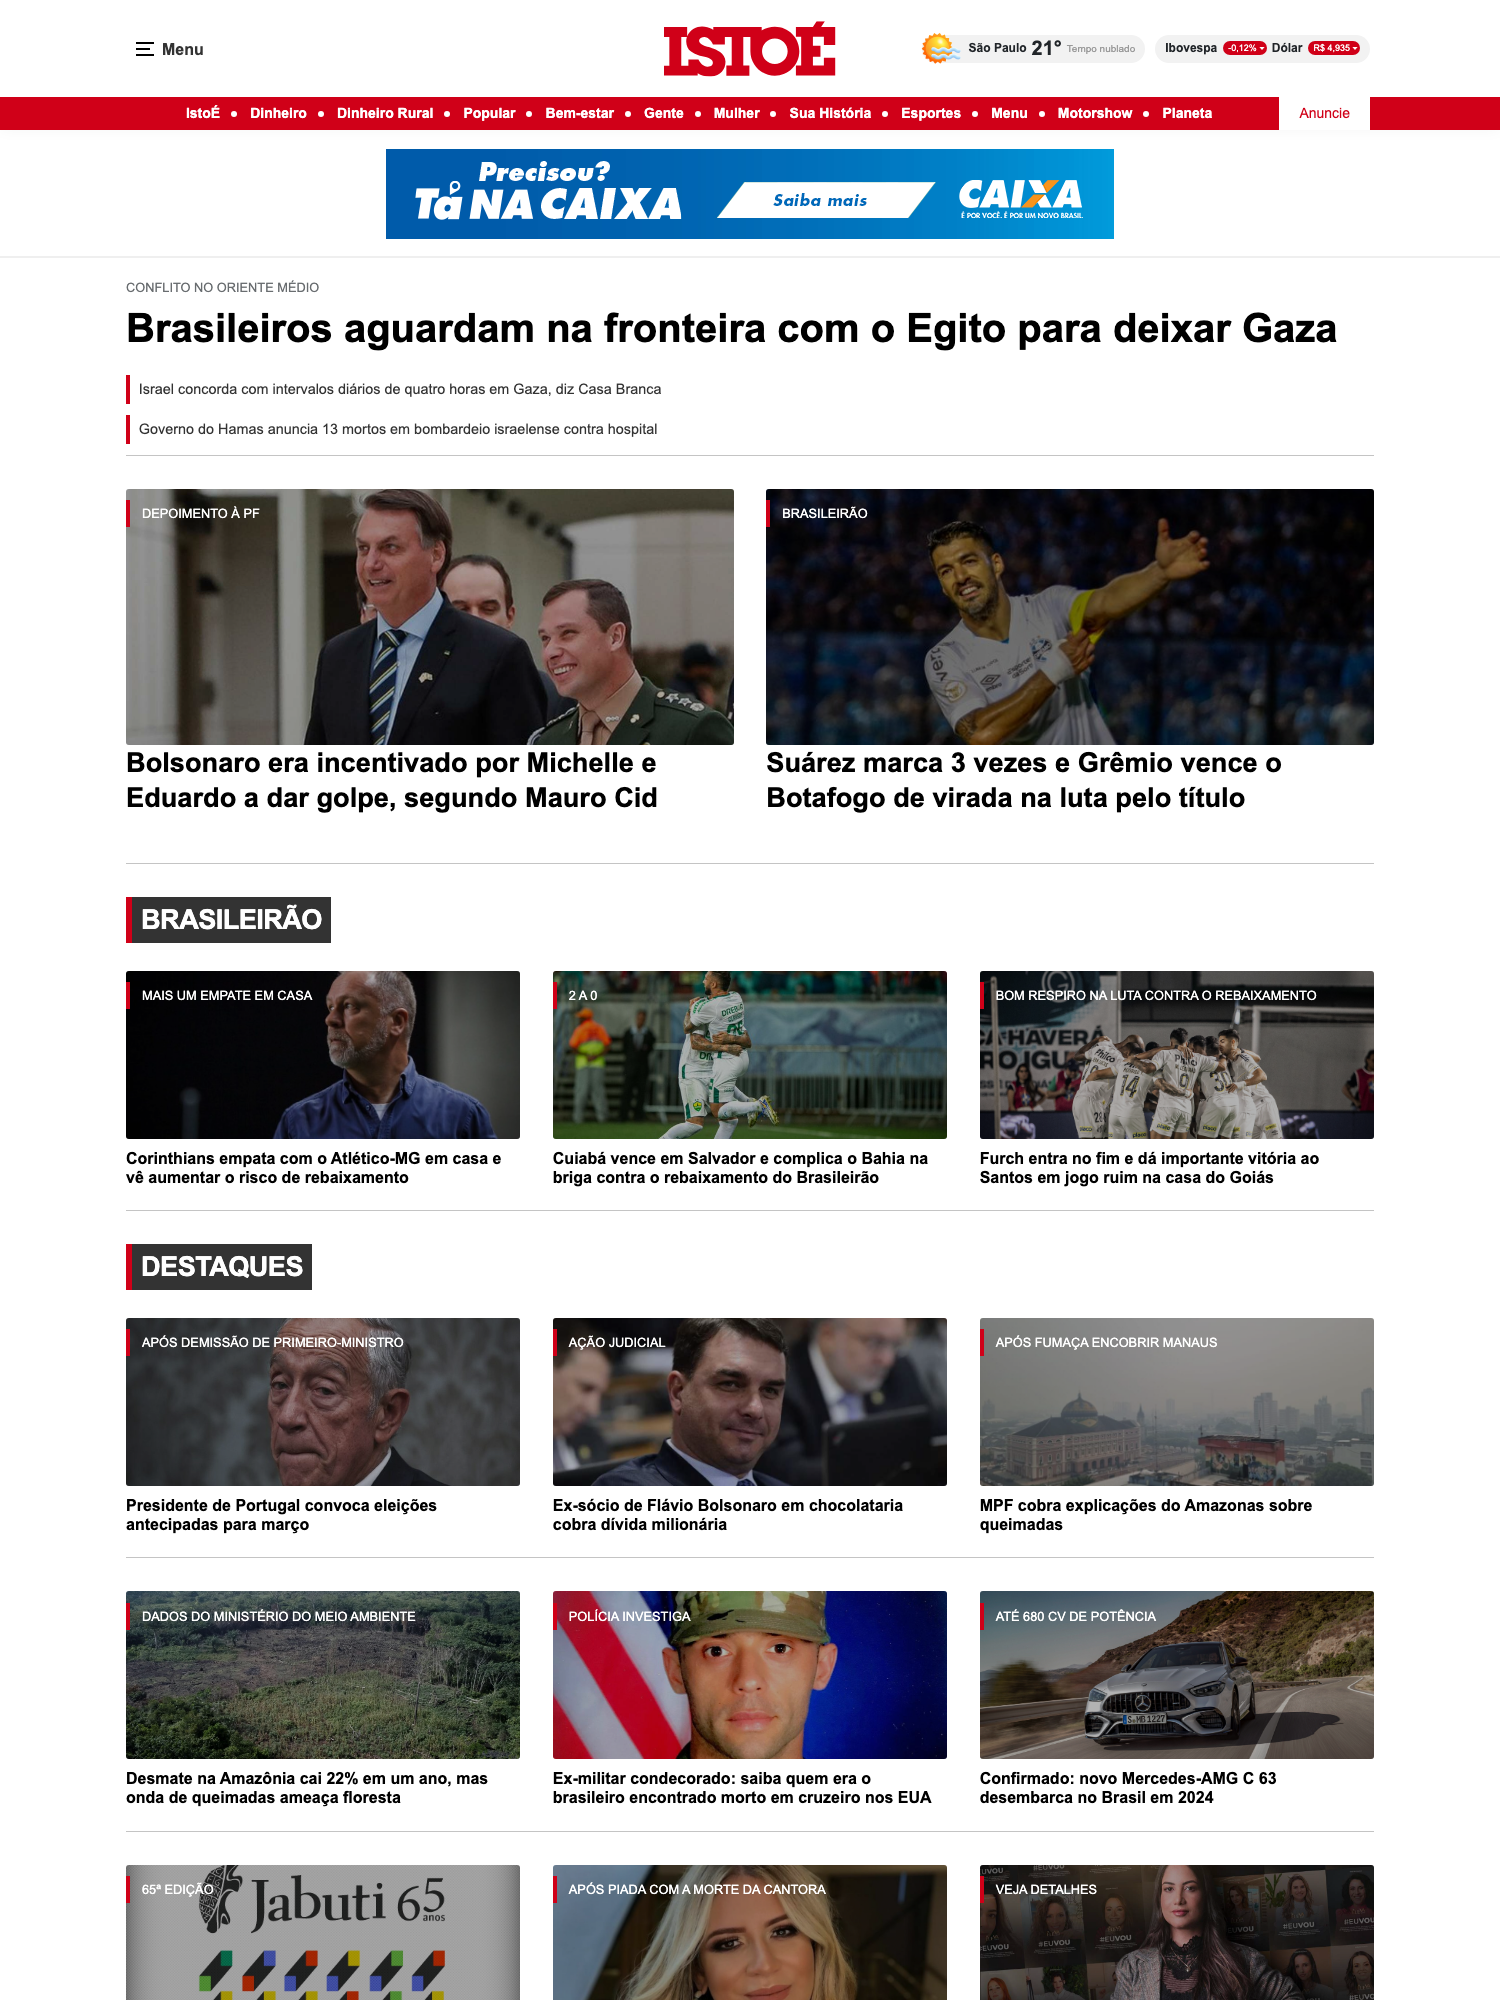 Menu
ISTOÉ
São Paulo 21° Tempo nublado
Ibovespa -0,12% Dólar R$ 4,935
IstoÉ • Dinheiro • Dinheiro Rural • Popular • Bem-estar • Gente • Mulher • Sua História • Esportes • Menu • Motorshow • Planeta
Anuncie
Precisou?
Tá NA CAIXA
Saiba mais
CAIXA
É POR VOCÊ. É POR UM NOVO BRASIL.
CONFLITO NO ORIENTE MÉDIO
Brasileiros aguardam na fronteira com o Egito para deixar Gaza
Israel concorda com intervalos diários de quatro horas em Gaza, diz Casa Branca
Governo do Hamas anuncia 13 mortos em bombardeio israelense contra hospital
DEPOIMENTO À PF
Bolsonaro era incentivado por Michelle e
Eduardo a dar golpe, segundo Mauro Cid
BRASILEIRÃO
Suárez marca 3 vezes e Grêmio vence o
Botafogo de virada na luta pelo título
BRASILEIRÃO
MAIS UM EMPATE EM CASA
Corinthians empata com o Atlético-MG em casa e
vê aumentar o risco de rebaixamento
2 A 0
Cuiabá vence em Salvador e complica o Bahia na
briga contra o rebaixamento do Brasileirão
BOM RESPIRO NA LUTA CONTRA O REBAIXAMENTO
Furch entra no fim e dá importante vitória ao
Santos em jogo ruim na casa do Goiás
DESTAQUES
APÓS DEMISSÃO DE PRIMEIRO-MINISTRO
Presidente de Portugal convoca eleições
antecipadas para março
AÇÃO JUDICIAL
Ex-sócio de Flávio Bolsonaro em chocolataria
cobra dívida milionária
APÓS FUMAÇA ENCOBRIR MANAUS
MPF cobra explicações do Amazonas sobre
queimadas
DADOS DO MINISTÉRIO DO MEIO AMBIENTE
Desmate na Amazônia cai 22% em um ano, mas
onda de queimadas ameaça floresta
POLÍCIA INVESTIGA
Ex-militar condecorado: saiba quem era o
brasileiro encontrado morto em cruzeiro nos EUA
ATÉ 680 CV DE POTÊNCIA
S·MB 1227
Confirmado: novo Mercedes-AMG C 63
desembarca no Brasil em 2024
65ª EDIÇÃO
Jabuti 65
anos
APÓS PIADA COM A MORTE DA CANTORA
VEJA DETALHES
#EUVOU